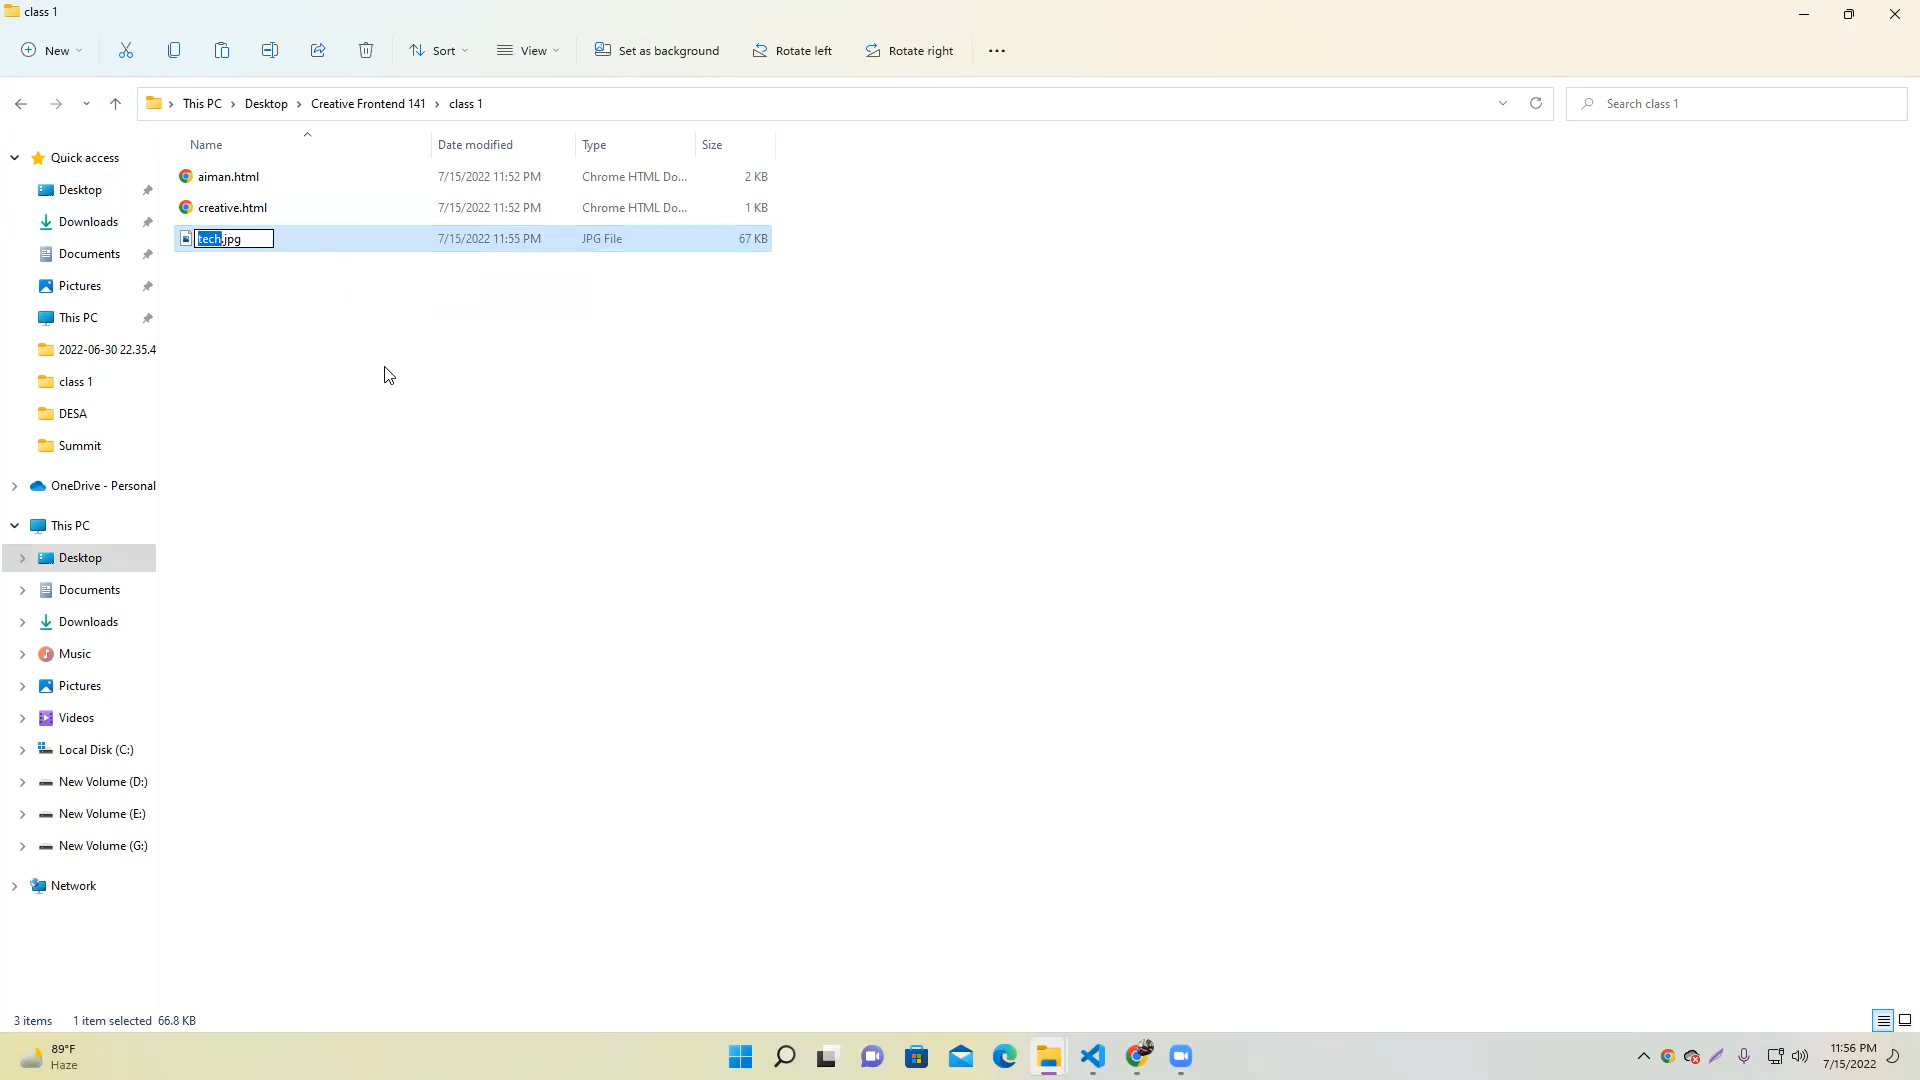 class 1
New
Sort
View
Set as background
Rotate left
Rotate right
This PC
Desktop
Creative Frontend 141
class 1
Search class 1
Name
Date modified
Type
Size
aiman.html
7/15/2022 11:52 PM
Chrome HTML Do...
2 KB
creative.html
7/15/2022 11:52 PM
Chrome HTML Do...
1 KB
tech.jpg
7/15/2022 11:55 PM
JPG File
67 KB
Quick access
Desktop
Downloads
Documents
Pictures
This PC
2022-06-30 22.35.4
class 1
DESA
Summit
OneDrive - Personal
This PC
Desktop
Documents
Downloads
Music
Pictures
Videos
Local Disk (C:)
New Volume (D:)
New Volume (E:)
New Volume (G:)
Network
3 items
1 item selected 66.8 KB
89°F
Haze
11:56 PM
7/15/2022